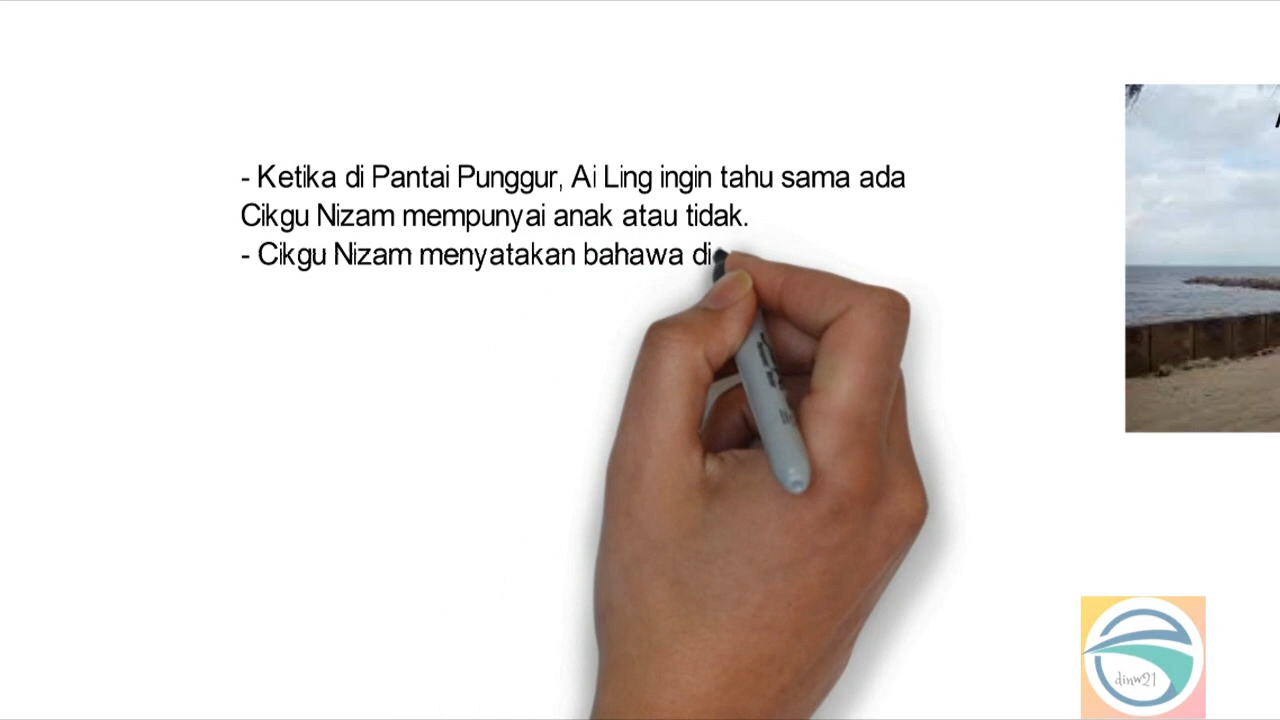 - Ketika di Pantai Punggur, Ai Ling ingin tahu sama ada
Cikgu Nizam mempunyai anak atau tidak.
- Cikgu Nizam menyatakan bahawa di
dinw21